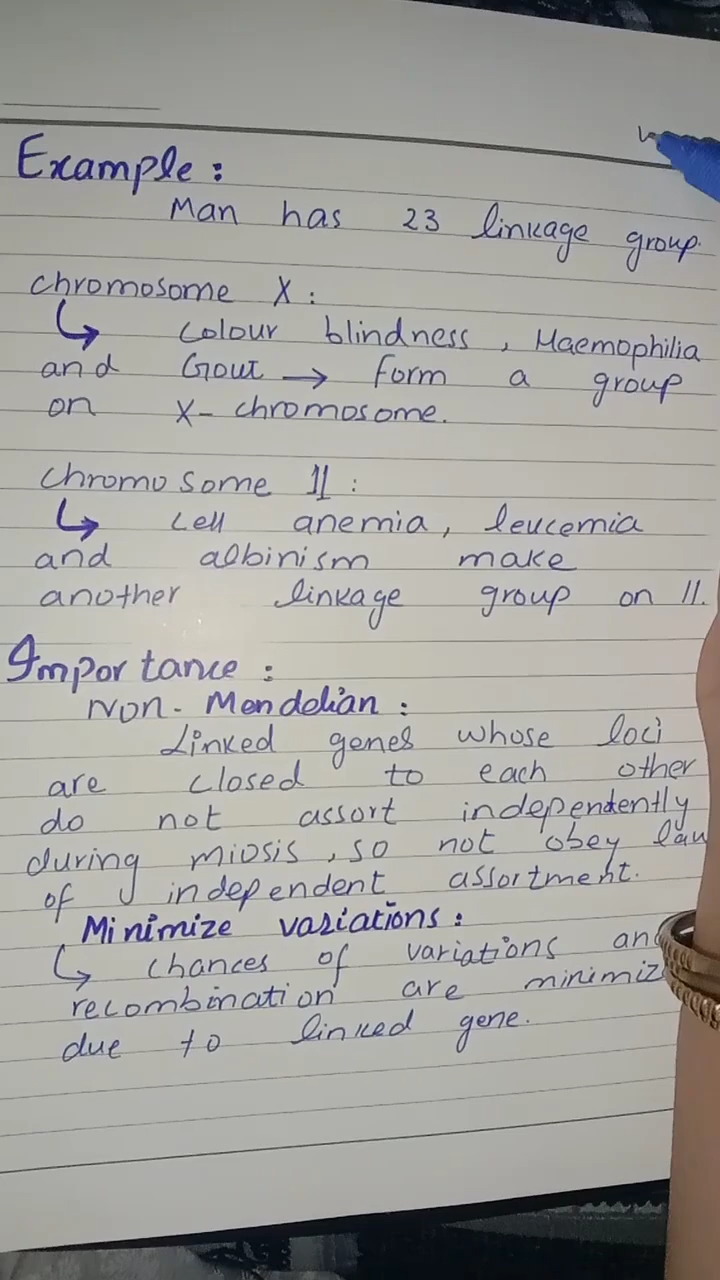 Example:
Man has 23 linkage group.
chromosome X:
↳ Colour blindness, Haemophilia
and Gout → form a group
on X-chromosome.
Chromosome 11:
↳ Cell anemia, leucemia
and albinism make
another linkage group on 11.
Importance:
Non-Mendelian:
Linked genes whose loci
are closed to each other
do not assort independently
during miosis, so not obey law
of independent assortment.
Minimize variations:
↳ chances of variations and
recombination are minimiz
due to linked gene.